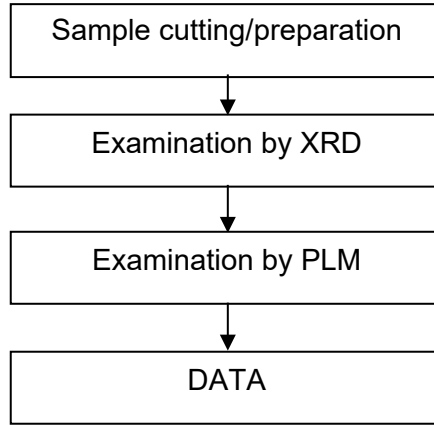 Sample cutting/preparation
Examination by XRD
Examination by PLM
DATA